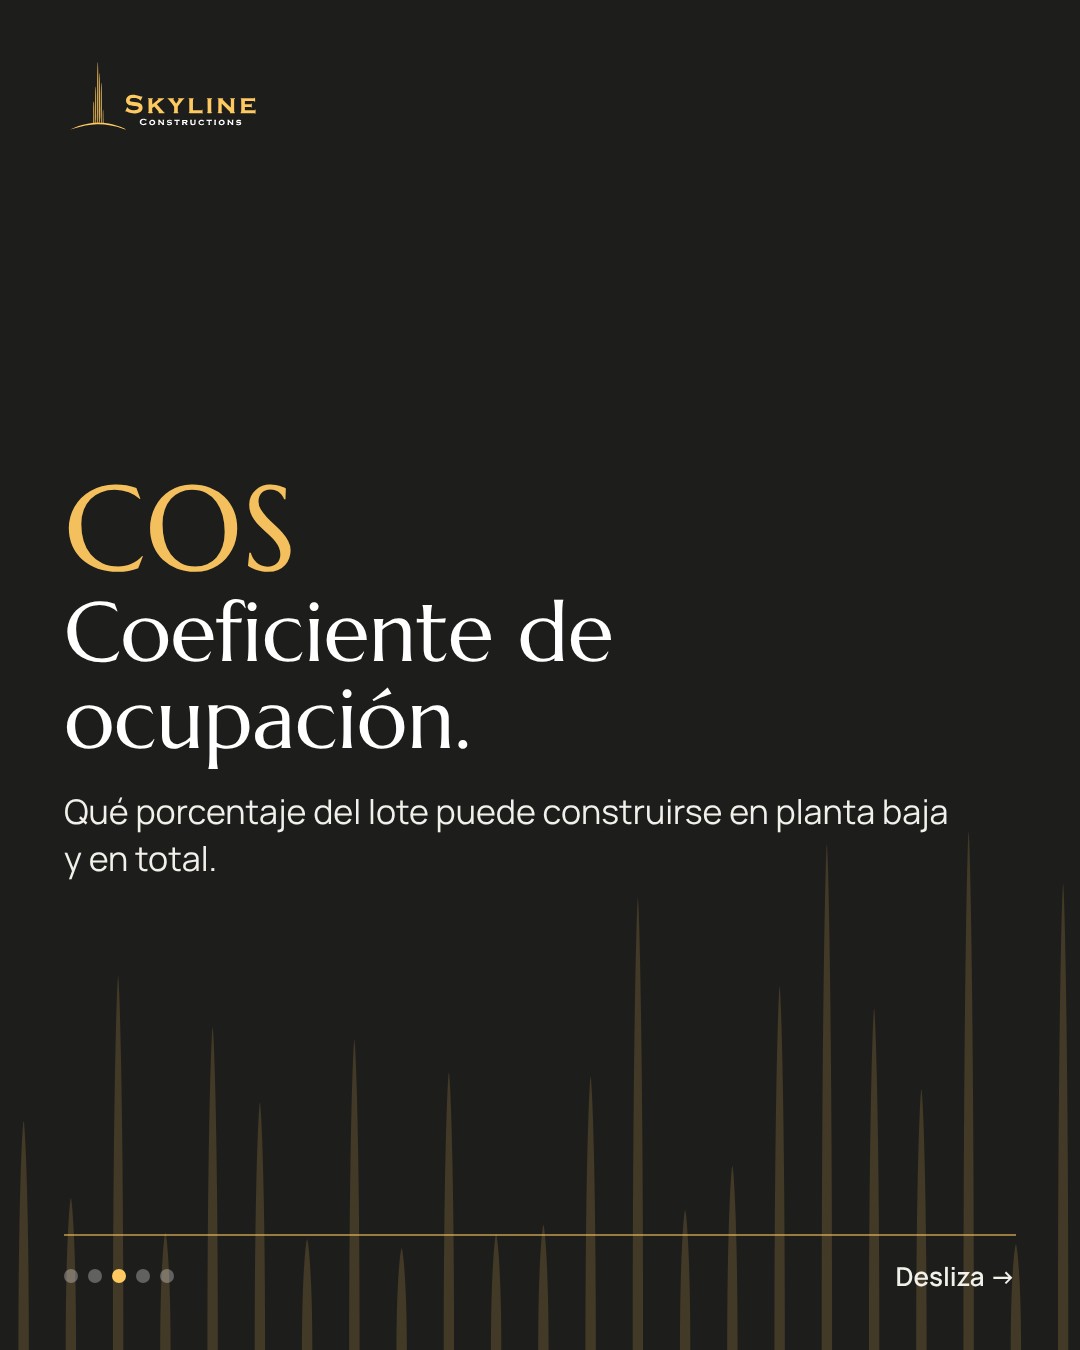 SKYLINE
CONSTRUCTIONS
COS
Coeficiente de
ocupación.
Qué porcentaje del lote puede construirse en planta baja
y en total.
Desliza →